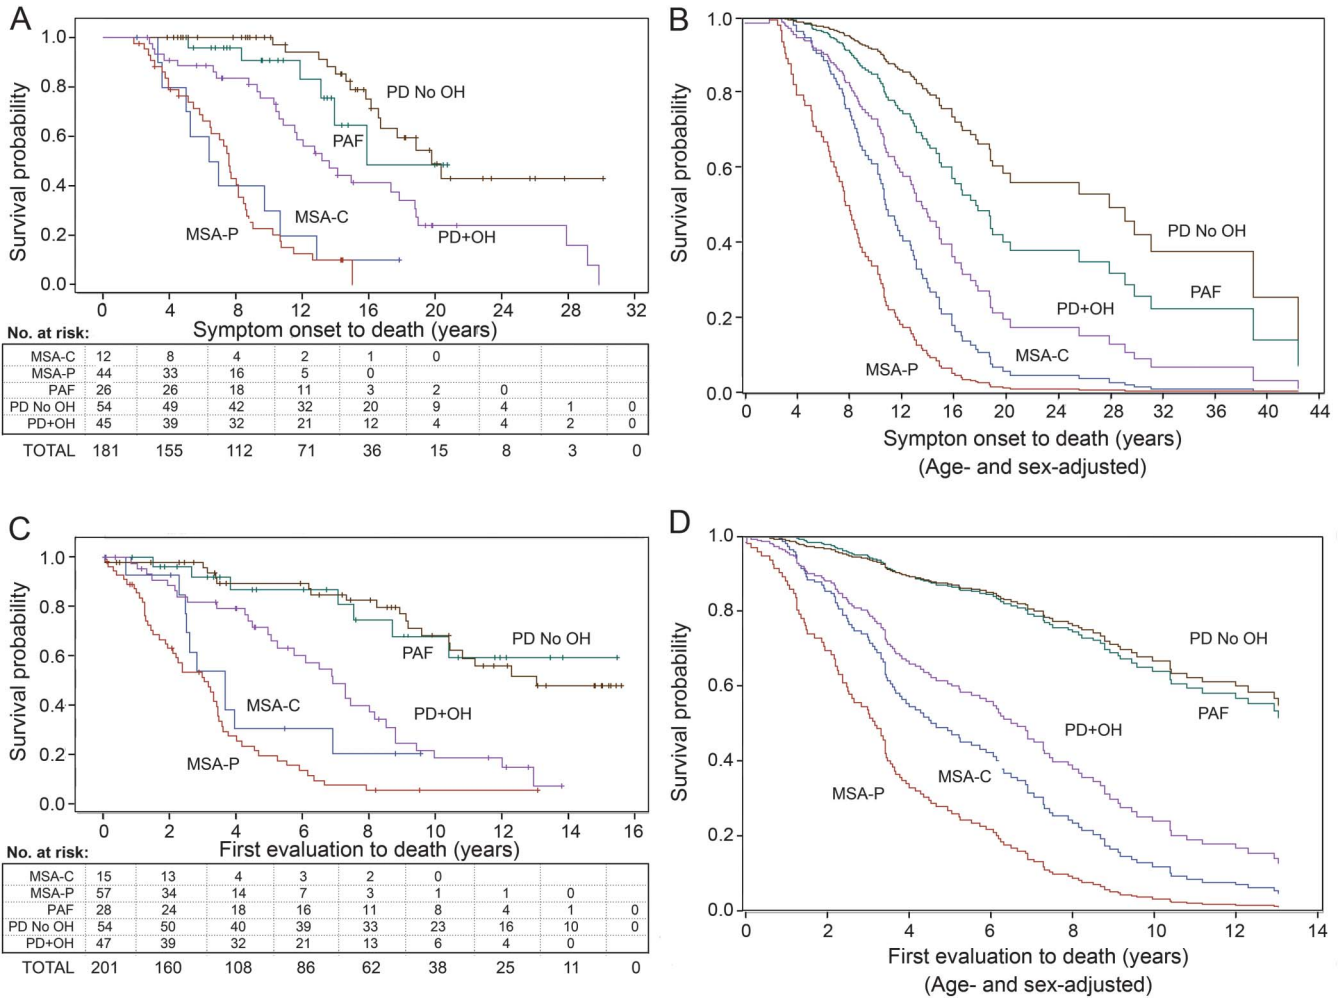 A
Survival probability
1.0
0.8
0.6
0.4
0.2
0.0
PD No OH
PAF
MSA-C
MSA-P
PD+OH
0 4 8 12 16 20 24 28 32
Symptom onset to death (years)
No. at risk:
MSA-C 12 8 4 2 1 0
MSA-P 44 33 16 5 0
PAF 26 26 18 11 3 2 0
PD No OH 54 49 42 32 20 9 4 1 0
PD+OH 45 39 32 21 12 4 4 2 0
TOTAL 181 155 112 71 36 15 8 3 0
B
Survival probability
1.0
0.8
0.6
0.4
0.2
0.0
PD No OH
PAF
PD+OH
MSA-C
MSA-P
0 4 8 12 16 20 24 28 32 36 40 44
Sympton onset to death (years)
(Age- and sex-adjusted)
C
Survival probability
1.0
0.8
0.6
0.4
0.2
0.0
PD No OH
PAF
MSA-C
PD+OH
MSA-P
0 2 4 6 8 10 12 14 16
First evaluation to death (years)
No. at risk:
MSA-C 15 13 4 3 2 0
MSA-P 57 34 14 7 3 1 1 0
PAF 28 24 18 16 11 8 4 1 0
PD No OH 54 50 40 39 33 23 16 10 0
PD+OH 47 39 32 21 13 6 4 0
TOTAL 201 160 108 86 62 38 25 11 0
D
Survival probability
1.0
0.8
0.6
0.4
0.2
0.0
PD No OH
PAF
PD+OH
MSA-C
MSA-P
0 2 4 6 8 10 12 14
First evaluation to death (years)
(Age- and sex-adjusted)